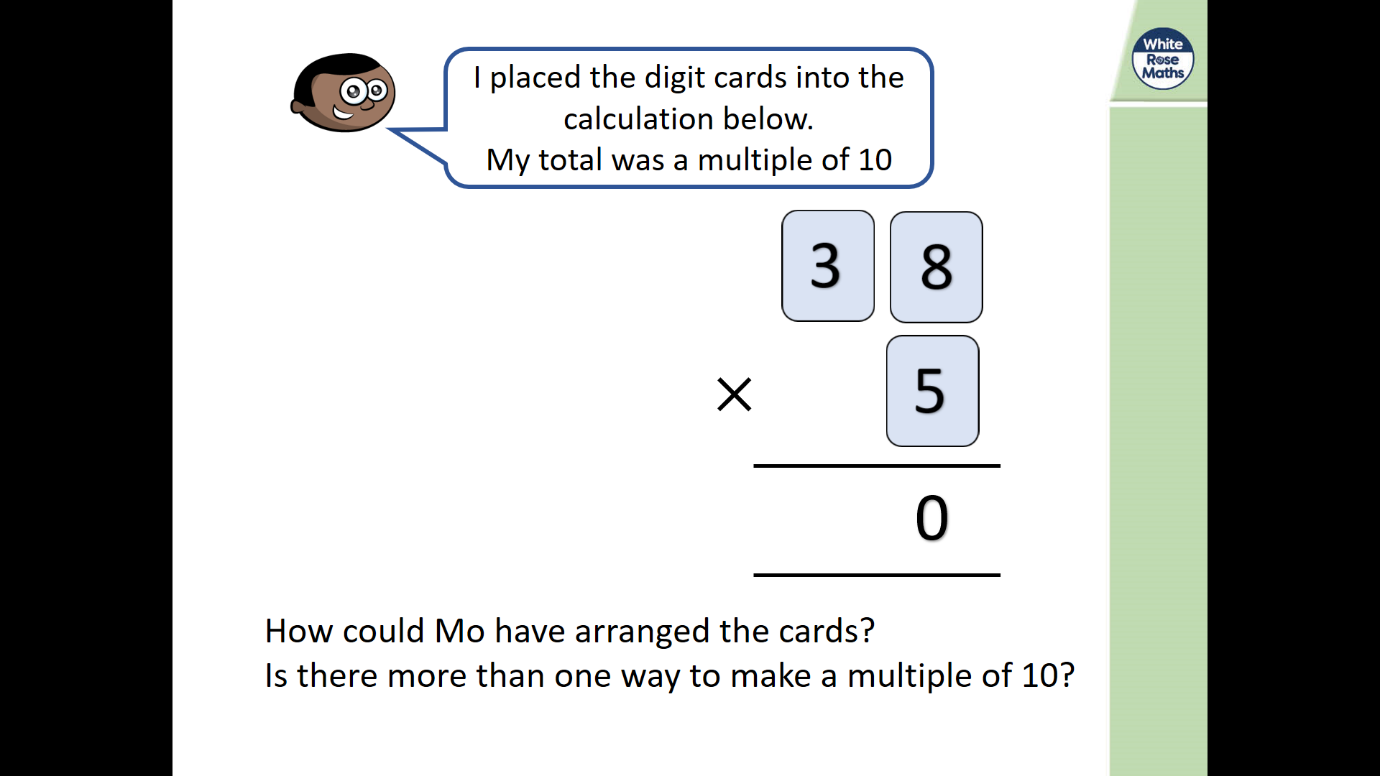 I placed the digit cards into the
calculation below.
My total was a multiple of 10
White
Rose
Maths
3 8
× 5
0
How could Mo have arranged the cards?
Is there more than one way to make a multiple of 10?